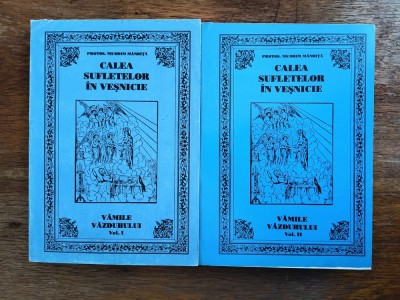 PROTOS. NICODIM MĂNDIȚĂ
CALEA
SUFLETELOR
ÎN VEȘNICIE
VĂMILE
VĂZDUHULUI
Vol. I
PROTOS. NICODIM MĂNDIȚĂ
CALEA
SUFLETELOR
ÎN VEȘNICIE
VĂMILE
VĂZDUHULUI
Vol. II